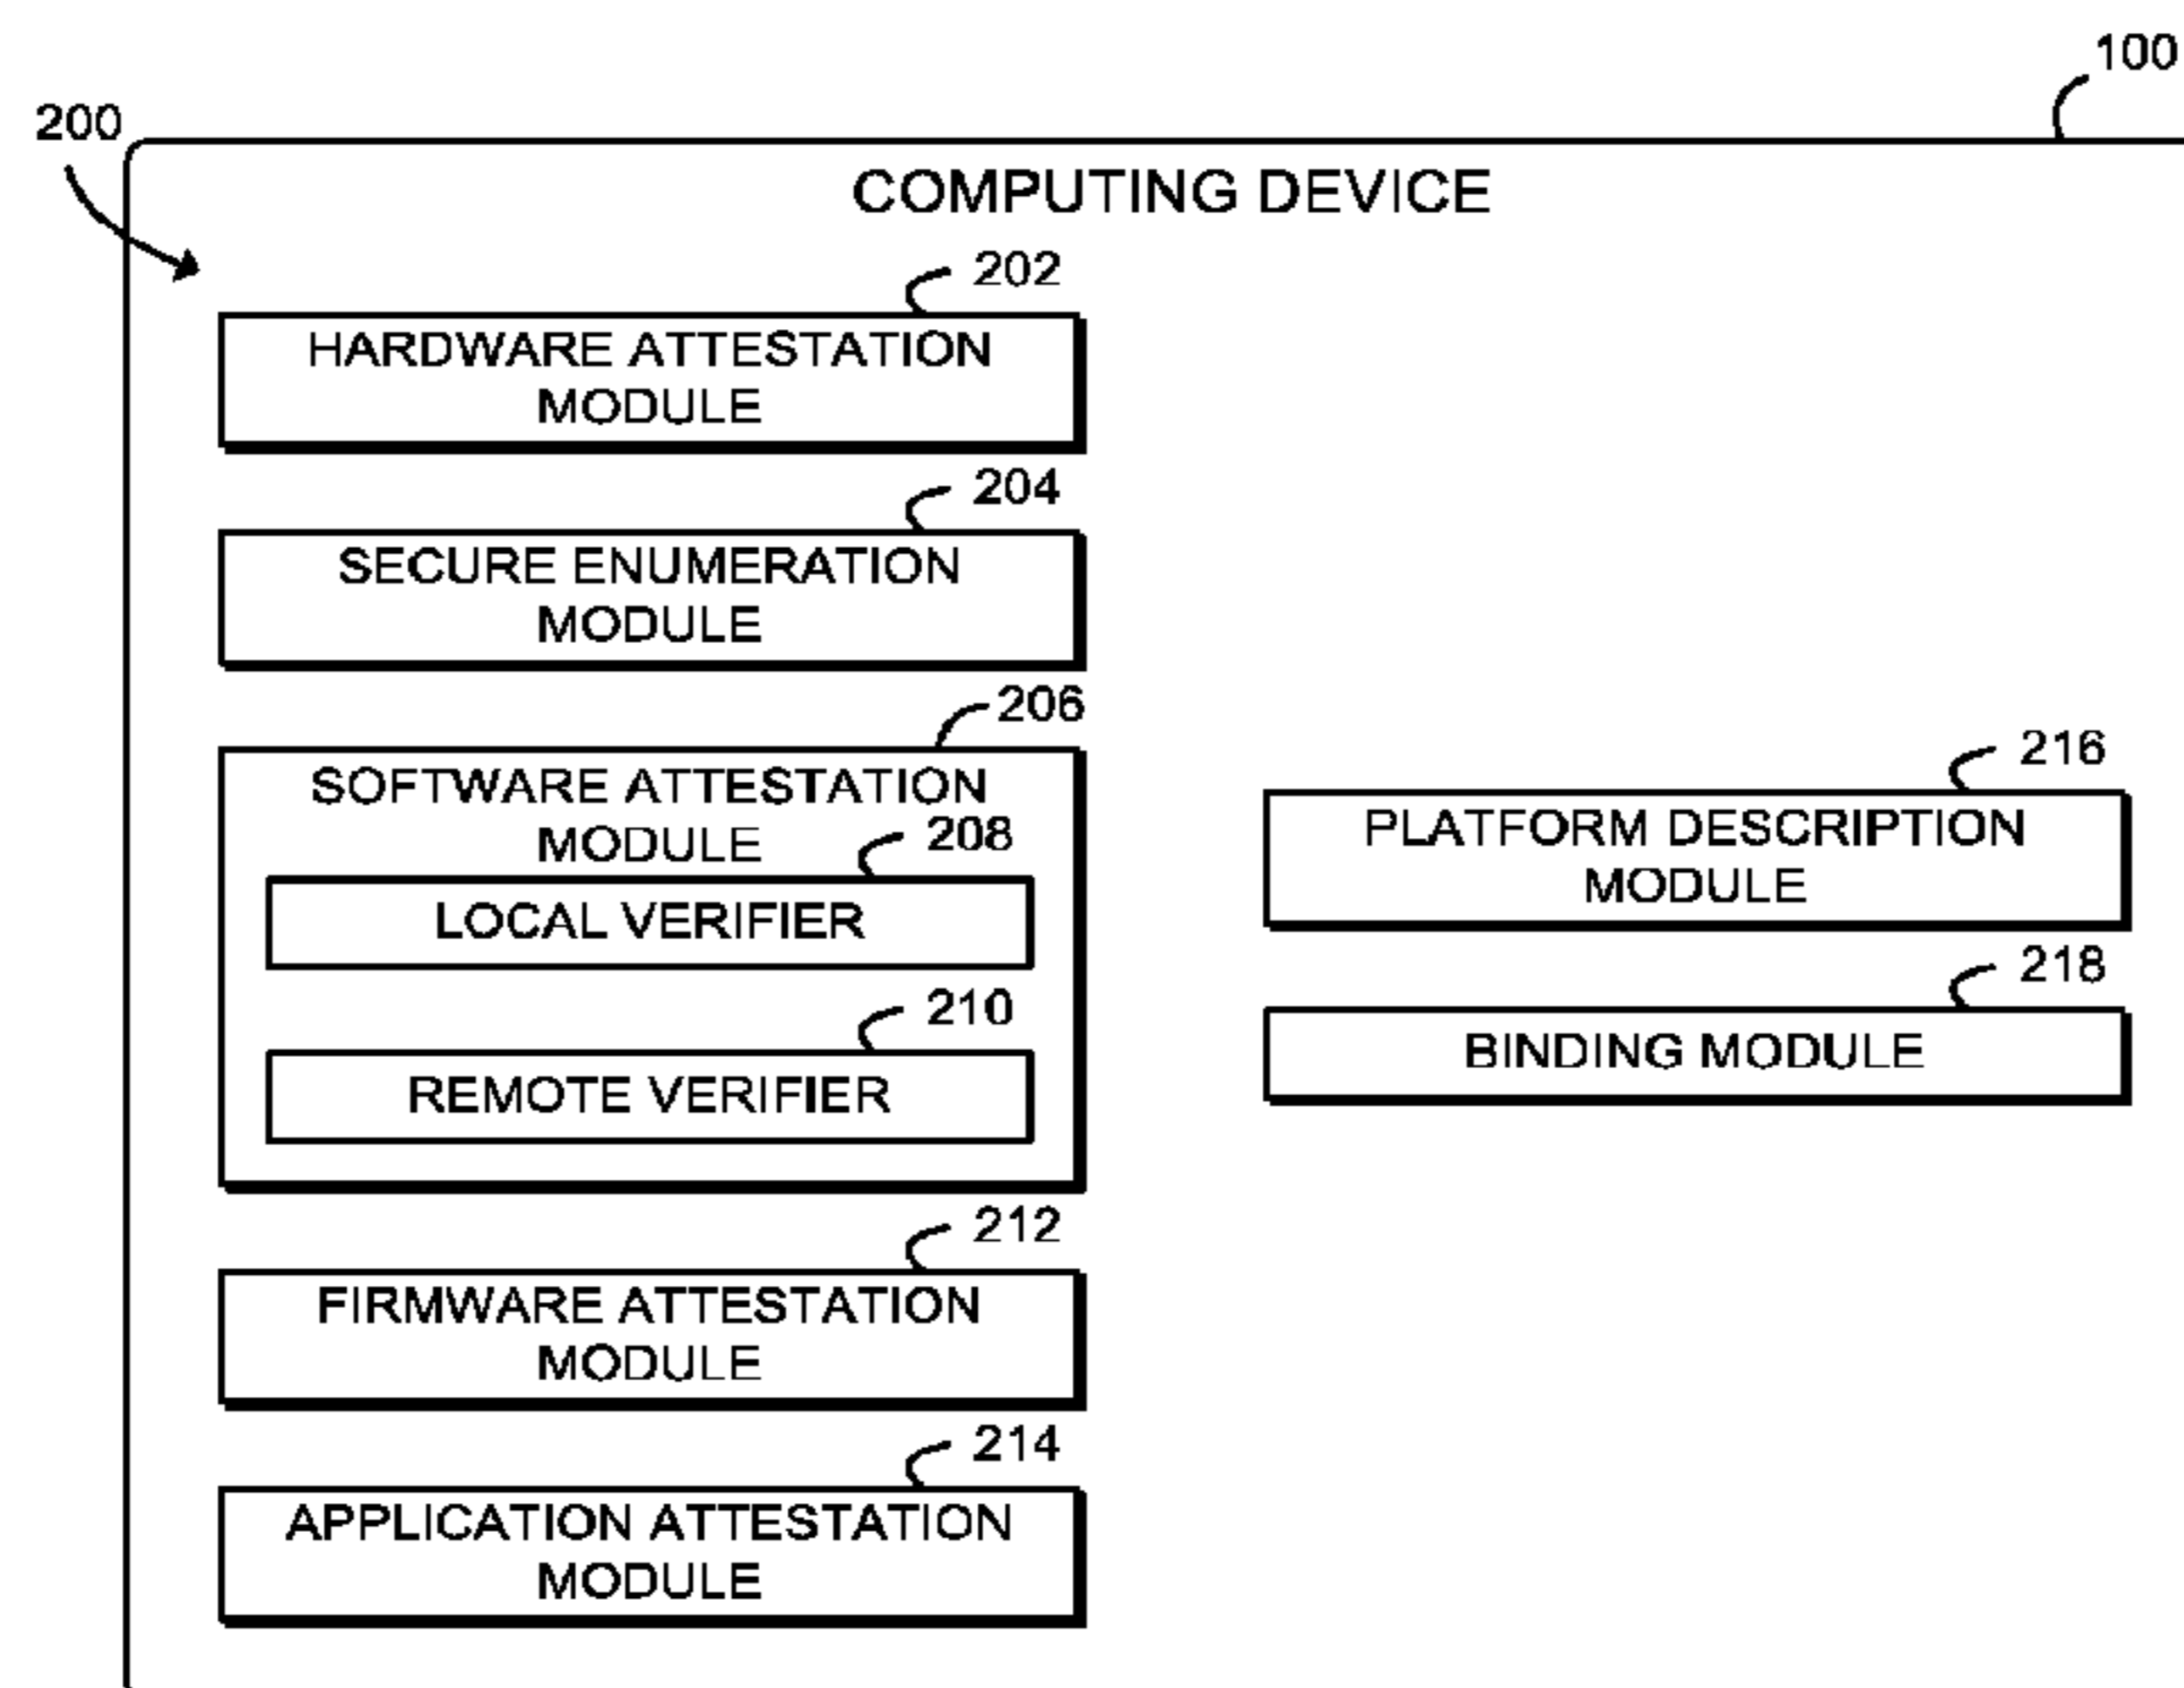 100
200
COMPUTING DEVICE
202
HARDWARE ATTESTATION
MODULE
204
SECURE ENUMERATION
MODULE
206
SOFTWARE ATTESTATION
MODULE
208
LOCAL VERIFIER
210
REMOTE VERIFIER
212
FIRMWARE ATTESTATION
MODULE
214
APPLICATION ATTESTATION
MODULE
216
PLATFORM DESCRIPTION
MODULE
218
BINDING MODULE